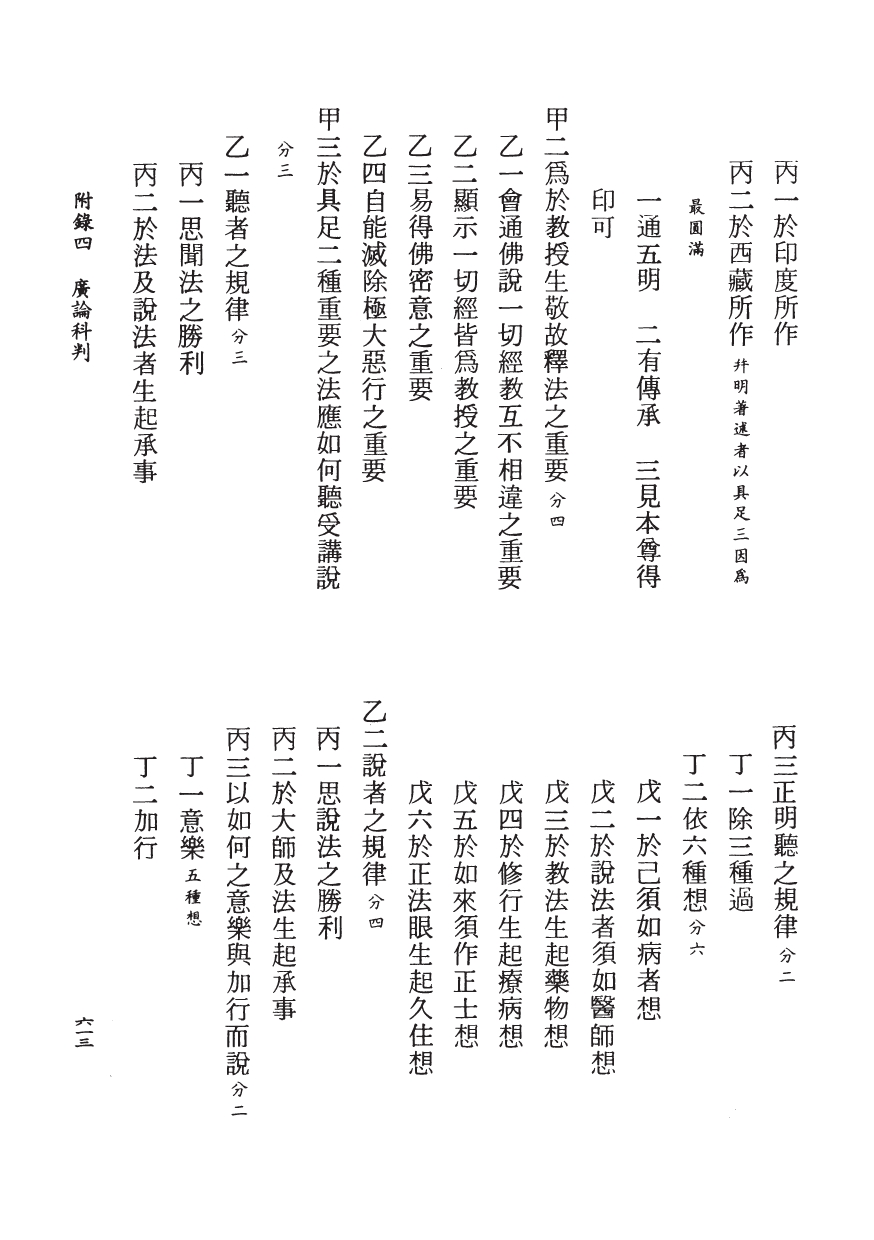 丙一於印度所作
丙二於西藏所作 幷明著述者以具足三因爲
最圓滿
一通五明　二有傳承　三見本尊得
印可
甲二爲於教授生敬故釋法之重要 分四
乙一會通佛說一切經教互不相違之重要
乙二顯示一切經皆爲教授之重要
乙三易得佛密意之重要
乙四自能滅除極大惡行之重要
甲三於具足二種重要之法應如何聽受講說
分三
乙一聽者之規律 分三
丙一思聞法之勝利
丙二於法及說法者生起承事
丙三正明聽之規律 分二
丁一除三種過
丁二依六種想 分六
戊一於己須如病者想
戊二於說法者須如醫師想
戊三於教法生起藥物想
戊四於修行生起療病想
戊五於如來須作正士想
戊六於正法眼生起久住想
乙二說者之規律 分四
丙一思說法之勝利
丙二於大師及法生起承事
丙三以如何之意樂與加行而說 分二
丁一意樂 五種想
丁二加行
附錄四　廣論科判
六一三